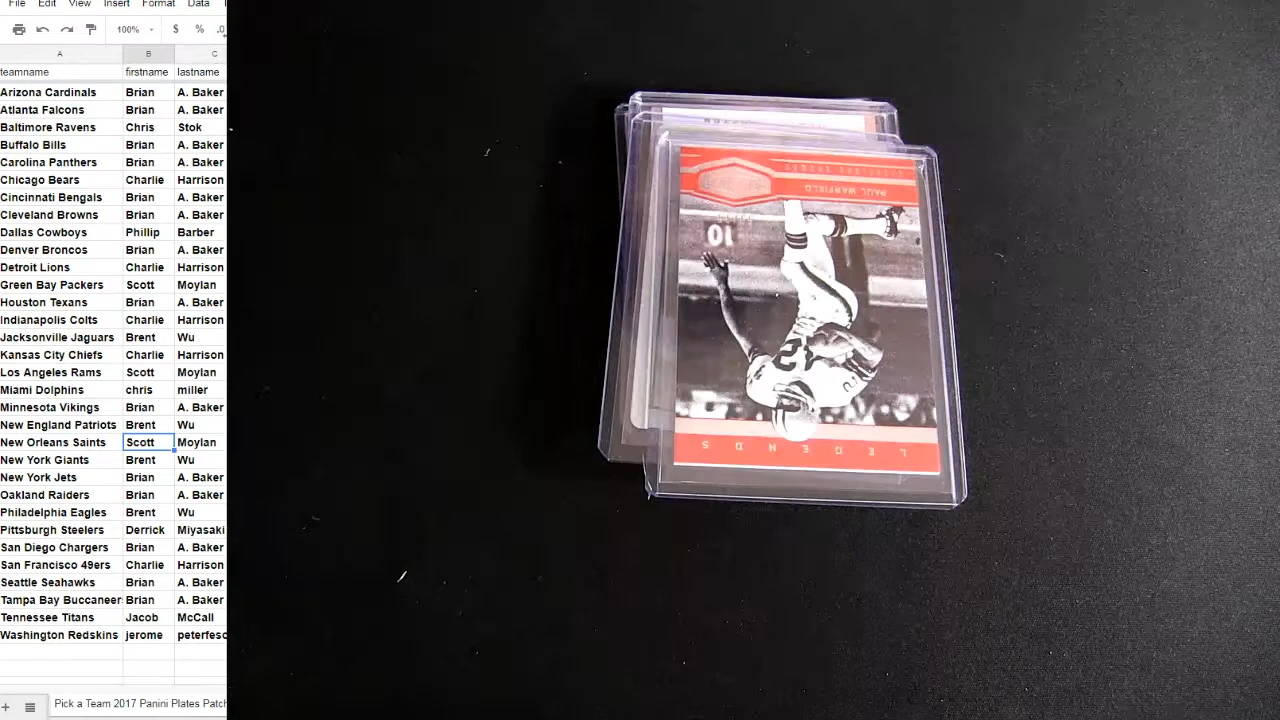 File Edit View Insert Format Data
100% $ % .0
A B C
teamname firstname lastname
Arizona Cardinals Brian A. Baker
Atlanta Falcons Brian A. Baker
Baltimore Ravens Chris Stok
Buffalo Bills Brian A. Baker
Carolina Panthers Brian A. Baker
Chicago Bears Charlie Harrison
Cincinnati Bengals Brian A. Baker
Cleveland Browns Brian A. Baker
Dallas Cowboys Phillip Barber
Denver Broncos Brian A. Baker
Detroit Lions Charlie Harrison
Green Bay Packers Scott Moylan
Houston Texans Brian A. Baker
Indianapolis Colts Charlie Harrison
Jacksonville Jaguars Brent Wu
Kansas City Chiefs Charlie Harrison
Los Angeles Rams Scott Moylan
Miami Dolphins chris miller
Minnesota Vikings Brian A. Baker
New England Patriots Brent Wu
New Orleans Saints Scott Moylan
New York Giants Brent Wu
New York Jets Brian A. Baker
Oakland Raiders Brian A. Baker
Philadelphia Eagles Brent Wu
Pittsburgh Steelers Derrick Miyasaki
San Diego Chargers Brian A. Baker
San Francisco 49ers Charlie Harrison
Seattle Seahawks Brian A. Baker
Tampa Bay Buccaneer Brian A. Baker
Tennessee Titans Jacob McCall
Washington Redskins jerome peterfeso
Pick a Team 2017 Panini Plates Patch
LEGENDS
10
PAUL WARFIELD
CLEVELAND BROWNS